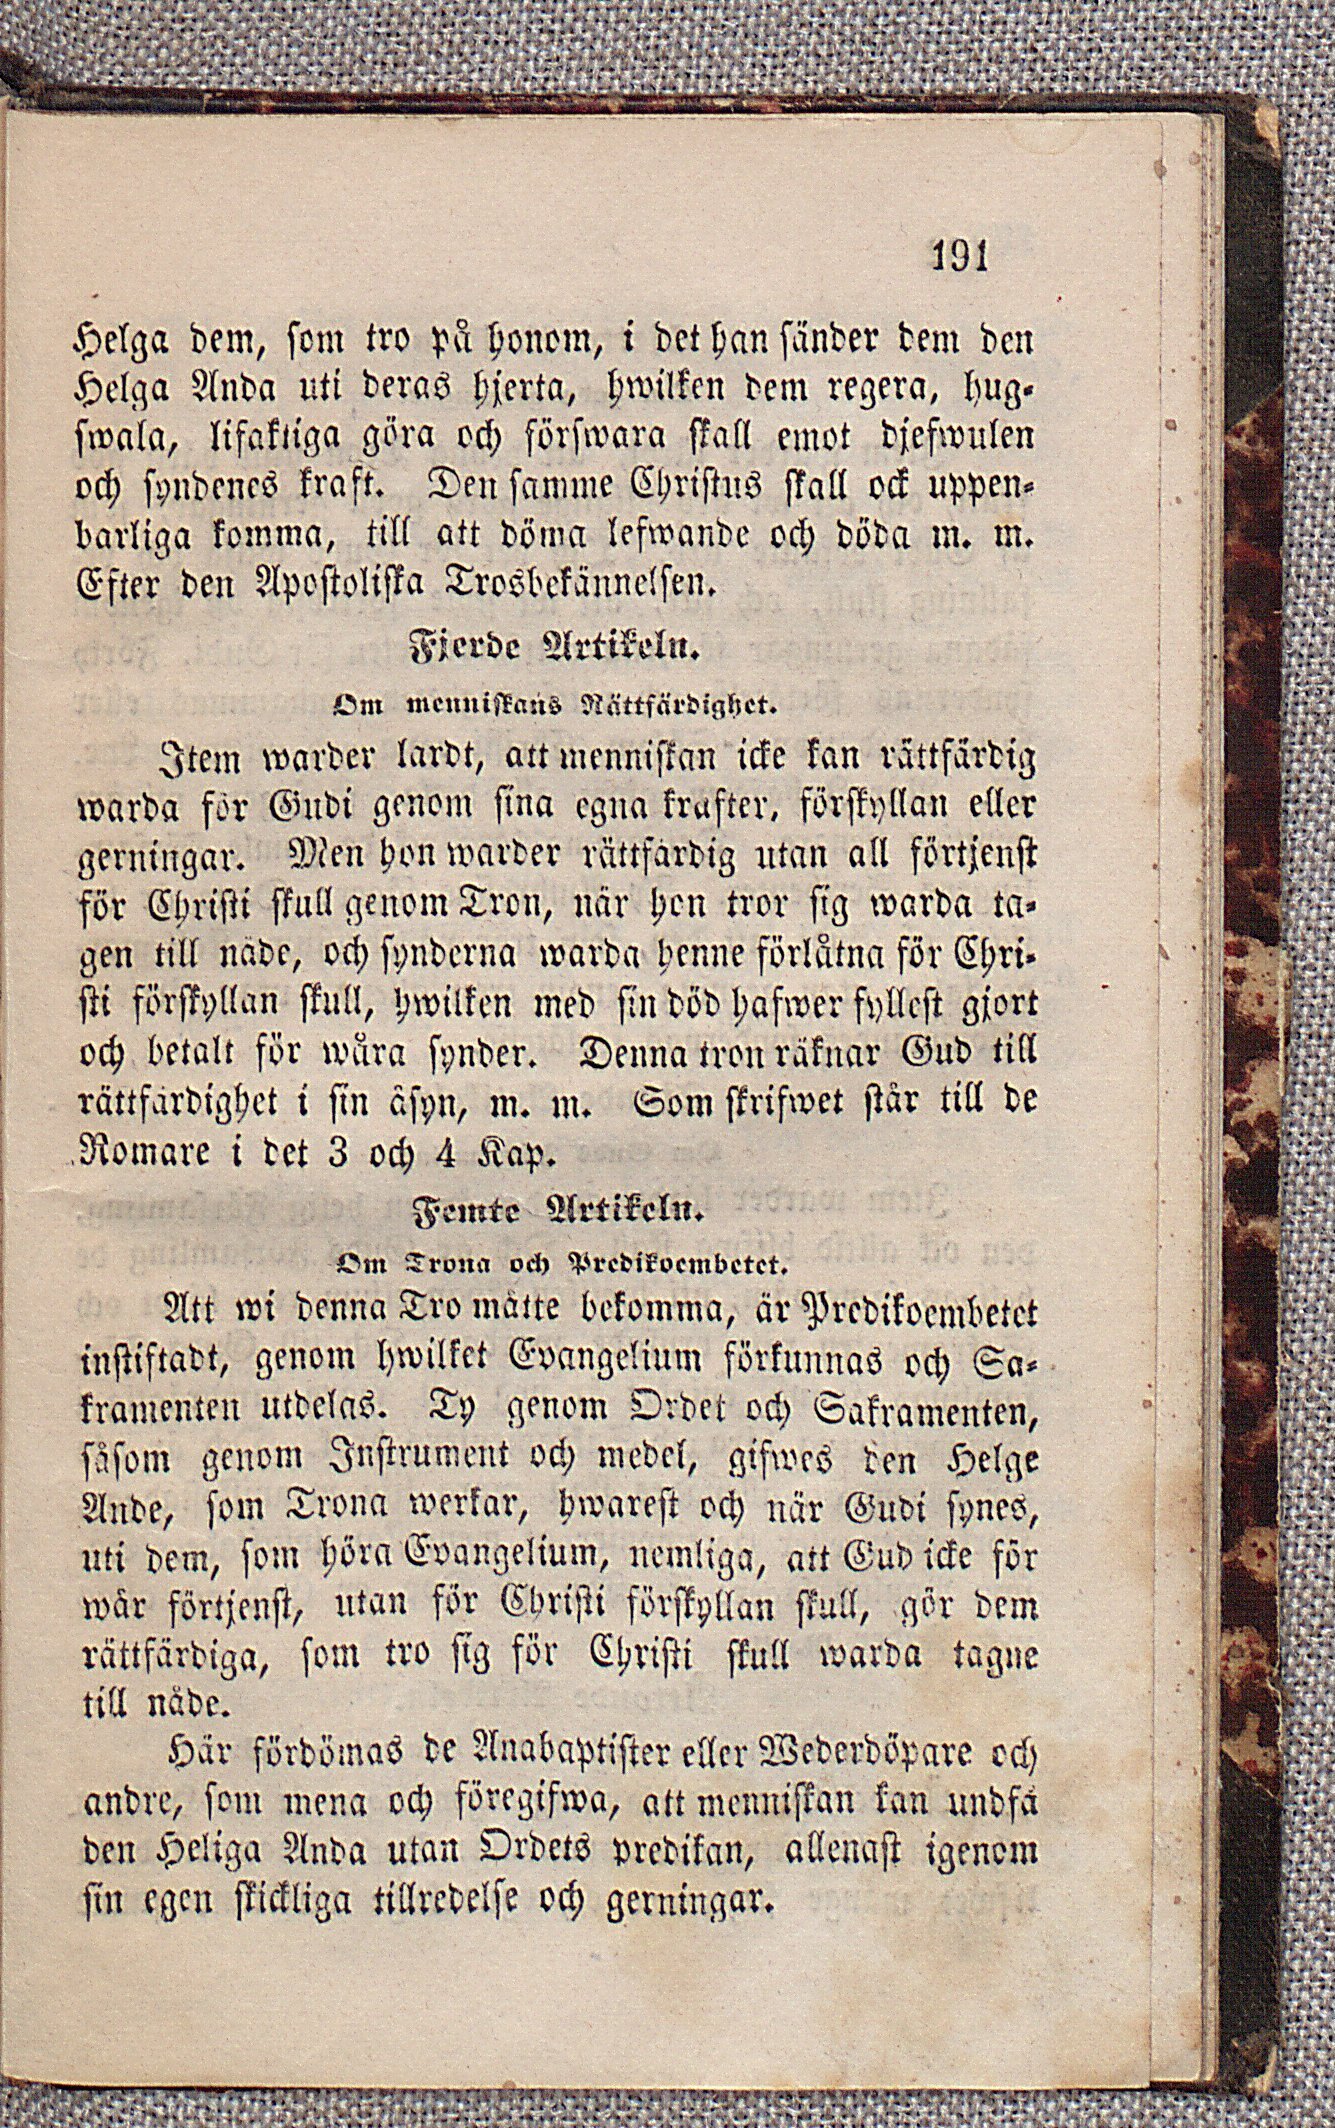 191
Helga dem, som tro på honom, i det han sänder dem den
Helga Anda uti deras hjerta, hwilken dem regera, hug-
swala, lifaktiga göra och förswara skall emot djefwulen
och syndenes kraft. Den samme Christus skall ock uppen-
barliga komma, till att döma lefwande och döda m. m.
Efter den Apostoliska Trosbekännelsen.
Fjerde Artikeln.
Om menniskans Rättfärdighet.
Item warder lärdt, att menniskan icke kan rättfärdig
warda för Gudi genom sina egna krafter, förskyllan eller
gerningar. Men hon warder rättfärdig utan all förtjenst
för Christi skull genom Tron, när hon tror sig warda ta-
gen till nåde, och synderna warda henne förlåtna för Chri-
sti förskyllan skull, hwilken med sin död hafwer fyllest gjort
och betalt för wåra synder. Denna tron räknar Gud till
rättfärdighet i sin åsyn, m. m. Som skrifwet står till de
Romare i det 3 och 4 Kap.
Femte Artikeln.
Om Trona och Predikoembetet.
Att wi denna Tro måtte bekomma, är Predikoembetet
instiftadt, genom hwilket Evangelium förkunnas och Sa-
kramenten utdelas. Ty genom Ordet och Sakramenten,
såsom genom Instrument och medel, gifwes den Helge
Ande, som Trona werkar, hwarest och när Gudi synes,
uti dem, som höra Evangelium, nemliga, att Gud icke för
wår förtjenst, utan för Christi förskyllan skull, gör dem
rättfärdiga, som tro sig för Christi skull warda tagne
till nåde.
Här fördömas de Anabaptister eller Wederdöpare och
andre, som mena och föregifwa, att menniskan kan undfå
den Heliga Anda utan Ordets predikan, allenast igenom
sin egen skickliga tillredelse och gerningar.